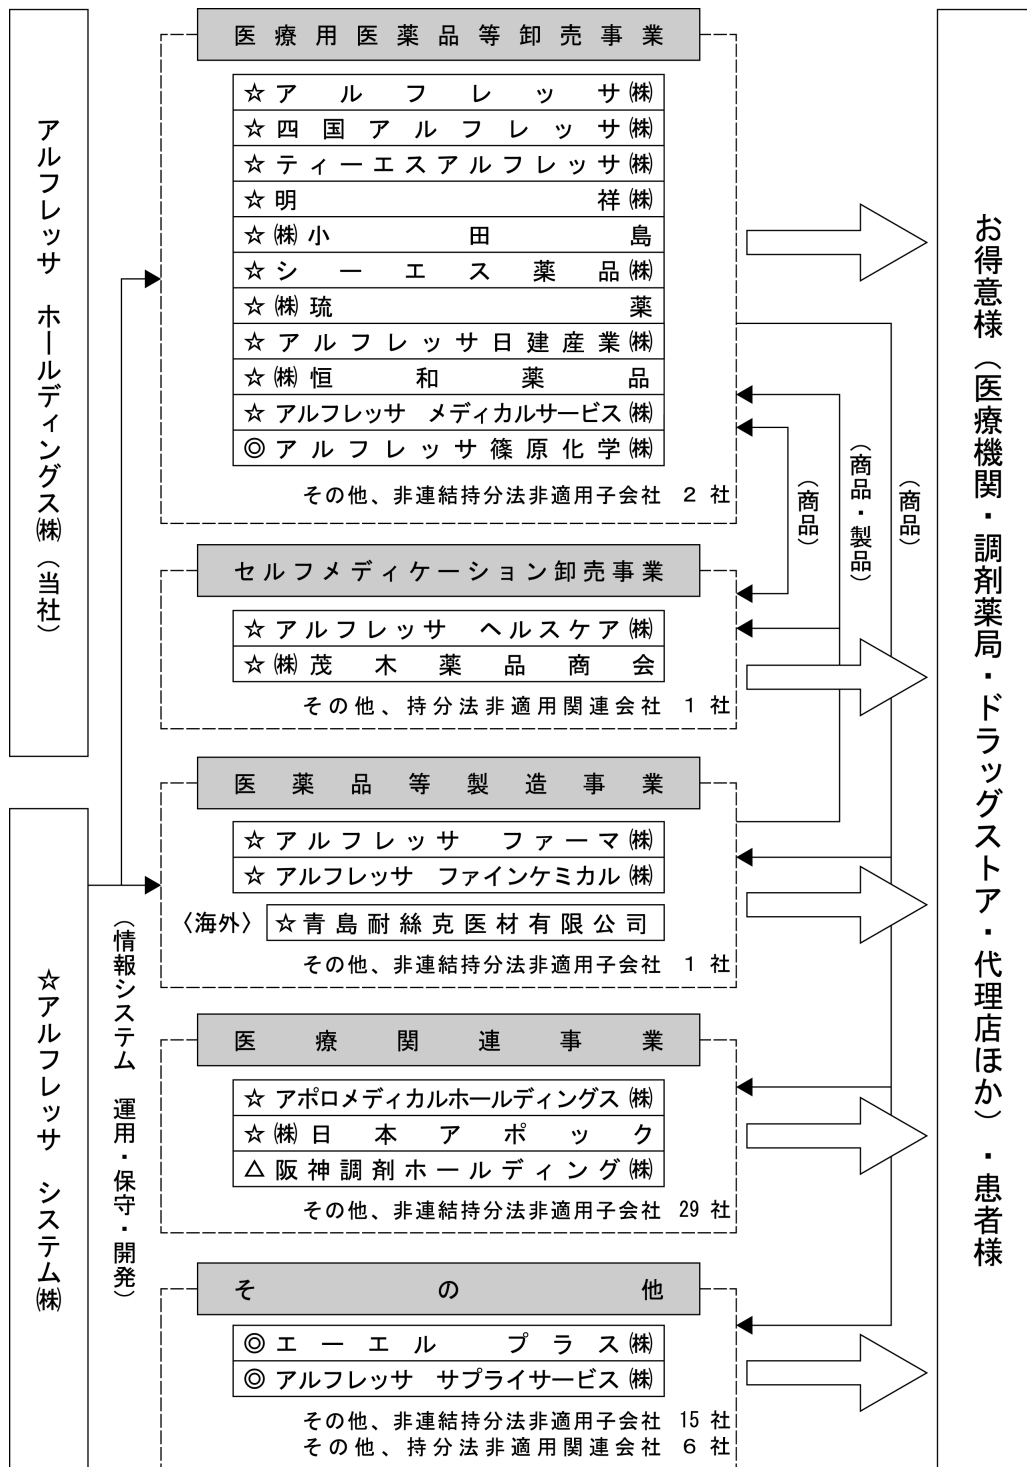 アルフレッサ ホールディングス㈱（当社）
☆アルフレッサ システム㈱
（情報システム 運用・保守・開発）
医療用医薬品等卸売事業
☆アルフレッサ㈱
☆四国アルフレッサ㈱
☆ティーエスアルフレッサ㈱
☆明祥㈱
☆㈱小田島
☆シーエス薬品㈱
☆㈱琉薬
☆アルフレッサ日建産業㈱
☆㈱恒和薬品
☆アルフレッサ メディカルサービス㈱
◎アルフレッサ篠原化学㈱
その他、非連結持分法非適用子会社 2 社
セルフメディケーション卸売事業
☆アルフレッサ ヘルスケア㈱
☆㈱茂木薬品商会
その他、持分法非適用関連会社 1 社
医薬品等製造事業
☆アルフレッサ ファーマ㈱
☆アルフレッサ ファインケミカル㈱
〈海外〉☆青島耐絲克医材有限公司
その他、非連結持分法非適用子会社 1 社
医療関連事業
☆アポロメディカルホールディングス㈱
☆㈱日本アポック
△阪神調剤ホールディング㈱
その他、非連結持分法非適用子会社 29 社
その他
◎エーエル プラス㈱
◎アルフレッサ サプライサービス㈱
その他、非連結持分法非適用子会社 15 社
その他、持分法非適用関連会社 6 社
（商品）
（商品・製品）
（商品）
お得意様（医療機関・調剤薬局・ドラッグストア・代理店ほか）・患者様